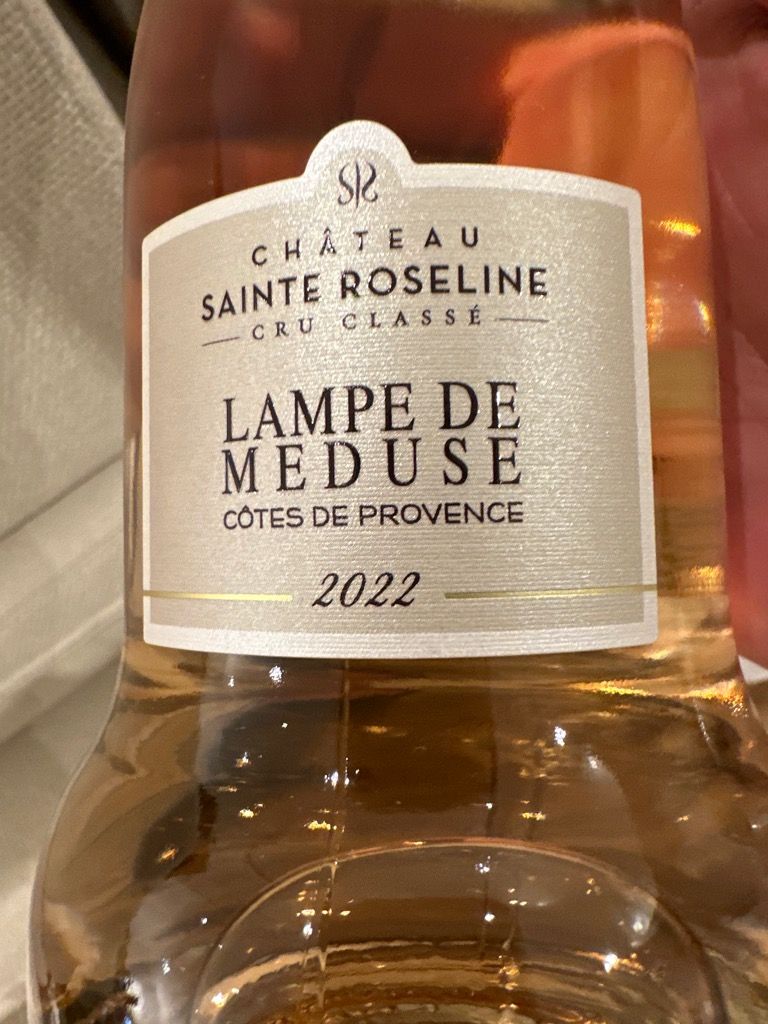 CHÂTEAU
SAINTE ROSELINE
CRU CLASSÉ
LAMPE DE
MEDUSE
CÔTES DE PROVENCE
2022